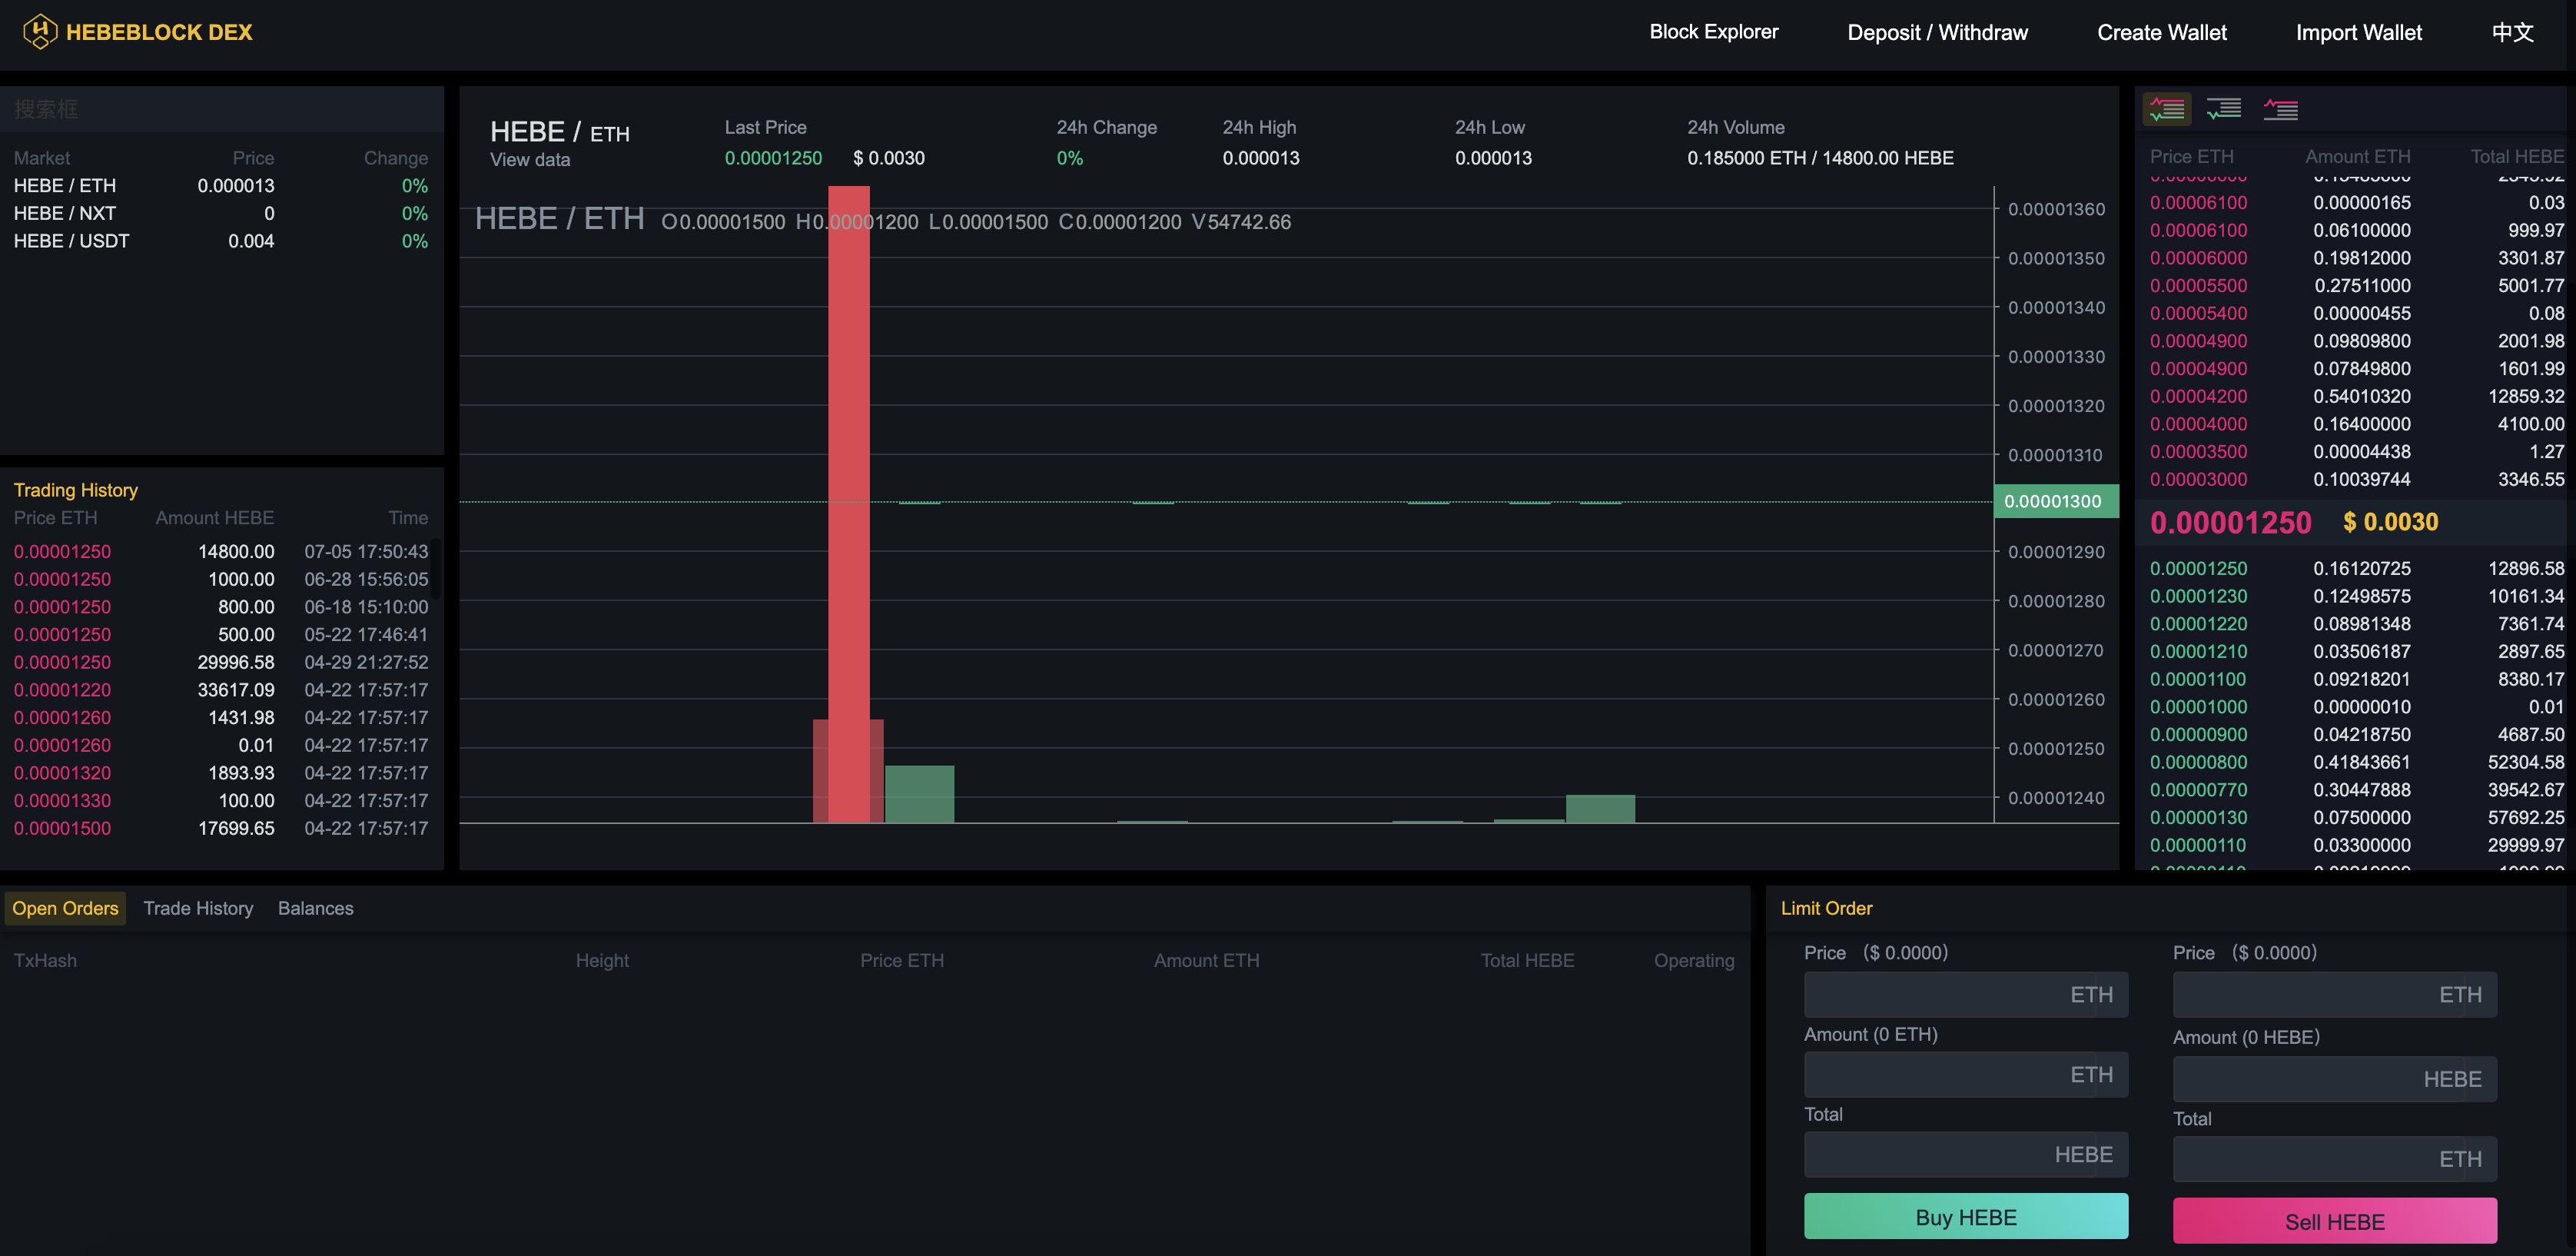 HEBEBLOCK DEX
Block Explorer
Deposit / Withdraw
Create Wallet
Import Wallet
中文
搜索框
Market Price Change
HEBE / ETH 0.000013 0%
HEBE / NXT 0 0%
HEBE / USDT 0.004 0%
Trading History
Price ETH Amount HEBE Time
0.00001250 14800.00 07-05 17:50:43
0.00001250 1000.00 06-28 15:56:05
0.00001250 800.00 06-18 15:10:00
0.00001250 500.00 05-22 17:46:41
0.00001250 29996.58 04-29 21:27:52
0.00001220 33617.09 04-22 17:57:17
0.00001260 1431.98 04-22 17:57:17
0.00001260 0.01 04-22 17:57:17
0.00001320 1893.93 04-22 17:57:17
0.00001330 100.00 04-22 17:57:17
0.00001500 17699.65 04-22 17:57:17
HEBE / ETH
View data
Last Price
0.00001250 $ 0.0030
24h Change
0%
24h High
0.000013
24h Low
0.000013
24h Volume
0.185000 ETH / 14800.00 HEBE
HEBE / ETH O0.00001500 H0.00001200 L0.00001500 C0.00001200 V54742.66
0.00001360
0.00001350
0.00001340
0.00001330
0.00001320
0.00001310
0.00001300
0.00001290
0.00001280
0.00001270
0.00001260
0.00001250
0.00001240
Price ETH Amount ETH Total HEBE
0.00006100 0.00000165 0.03
0.00006100 0.06100000 999.97
0.00006000 0.19812000 3301.87
0.00005500 0.27511000 5001.77
0.00005400 0.00000455 0.08
0.00004900 0.09809800 2001.98
0.00004900 0.07849800 1601.99
0.00004200 0.54010320 12859.32
0.00004000 0.16400000 4100.00
0.00003500 0.00004438 1.27
0.00003000 0.10039744 3346.55
0.00001250 $ 0.0030
0.00001250 0.16120725 12896.58
0.00001230 0.12498575 10161.34
0.00001220 0.08981348 7361.74
0.00001210 0.03506187 2897.65
0.00001100 0.09218201 8380.17
0.00001000 0.00000010 0.01
0.00000900 0.04218750 4687.50
0.00000800 0.41843661 52304.58
0.00000770 0.30447888 39542.67
0.00000130 0.07500000 57692.25
0.00000110 0.03300000 29999.97
Open Orders Trade History Balances
TxHash Height Price ETH Amount ETH Total HEBE Operating
Limit Order
Price ($ 0.0000)
ETH
Amount (0 ETH)
ETH
Total
HEBE
Buy HEBE
Price ($ 0.0000)
ETH
Amount (0 HEBE)
HEBE
Total
ETH
Sell HEBE